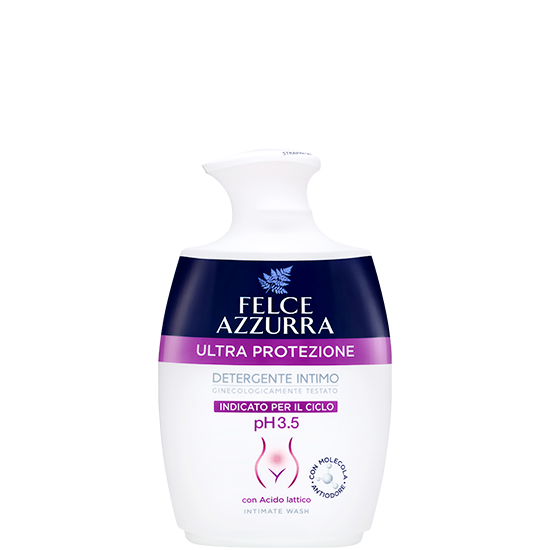 FELCE
AZZURRA
ULTRA PROTEZIONE
DETERGENTE INTIMO
GINECOLOGICAMENTE TESTATO
INDICATO PER IL CICLO
pH 3.5
CON MOLECOLA
ANTIODORE
con Acido lattico
INTIMATE WASH